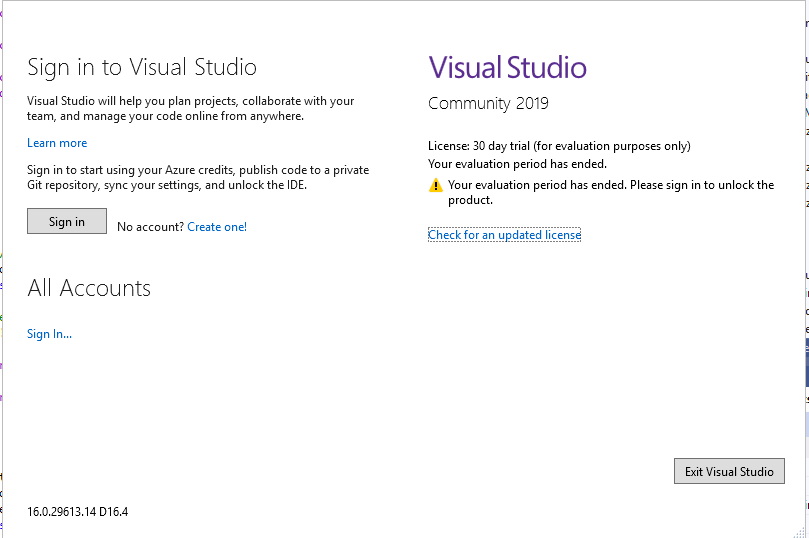 Sign in to Visual Studio
Visual Studio will help you plan projects, collaborate with your
team, and manage your code online from anywhere.
Learn more
Sign in to start using your Azure credits, publish code to a private
Git repository, sync your settings, and unlock the IDE.
Sign in
No account? Create one!
All Accounts
Sign In...
Visual Studio
Community 2019
License: 30 day trial (for evaluation purposes only)
Your evaluation period has ended.
Your evaluation period has ended. Please sign in to unlock the
product.
Check for an updated license
Exit Visual Studio
16.0.29613.14 D16.4